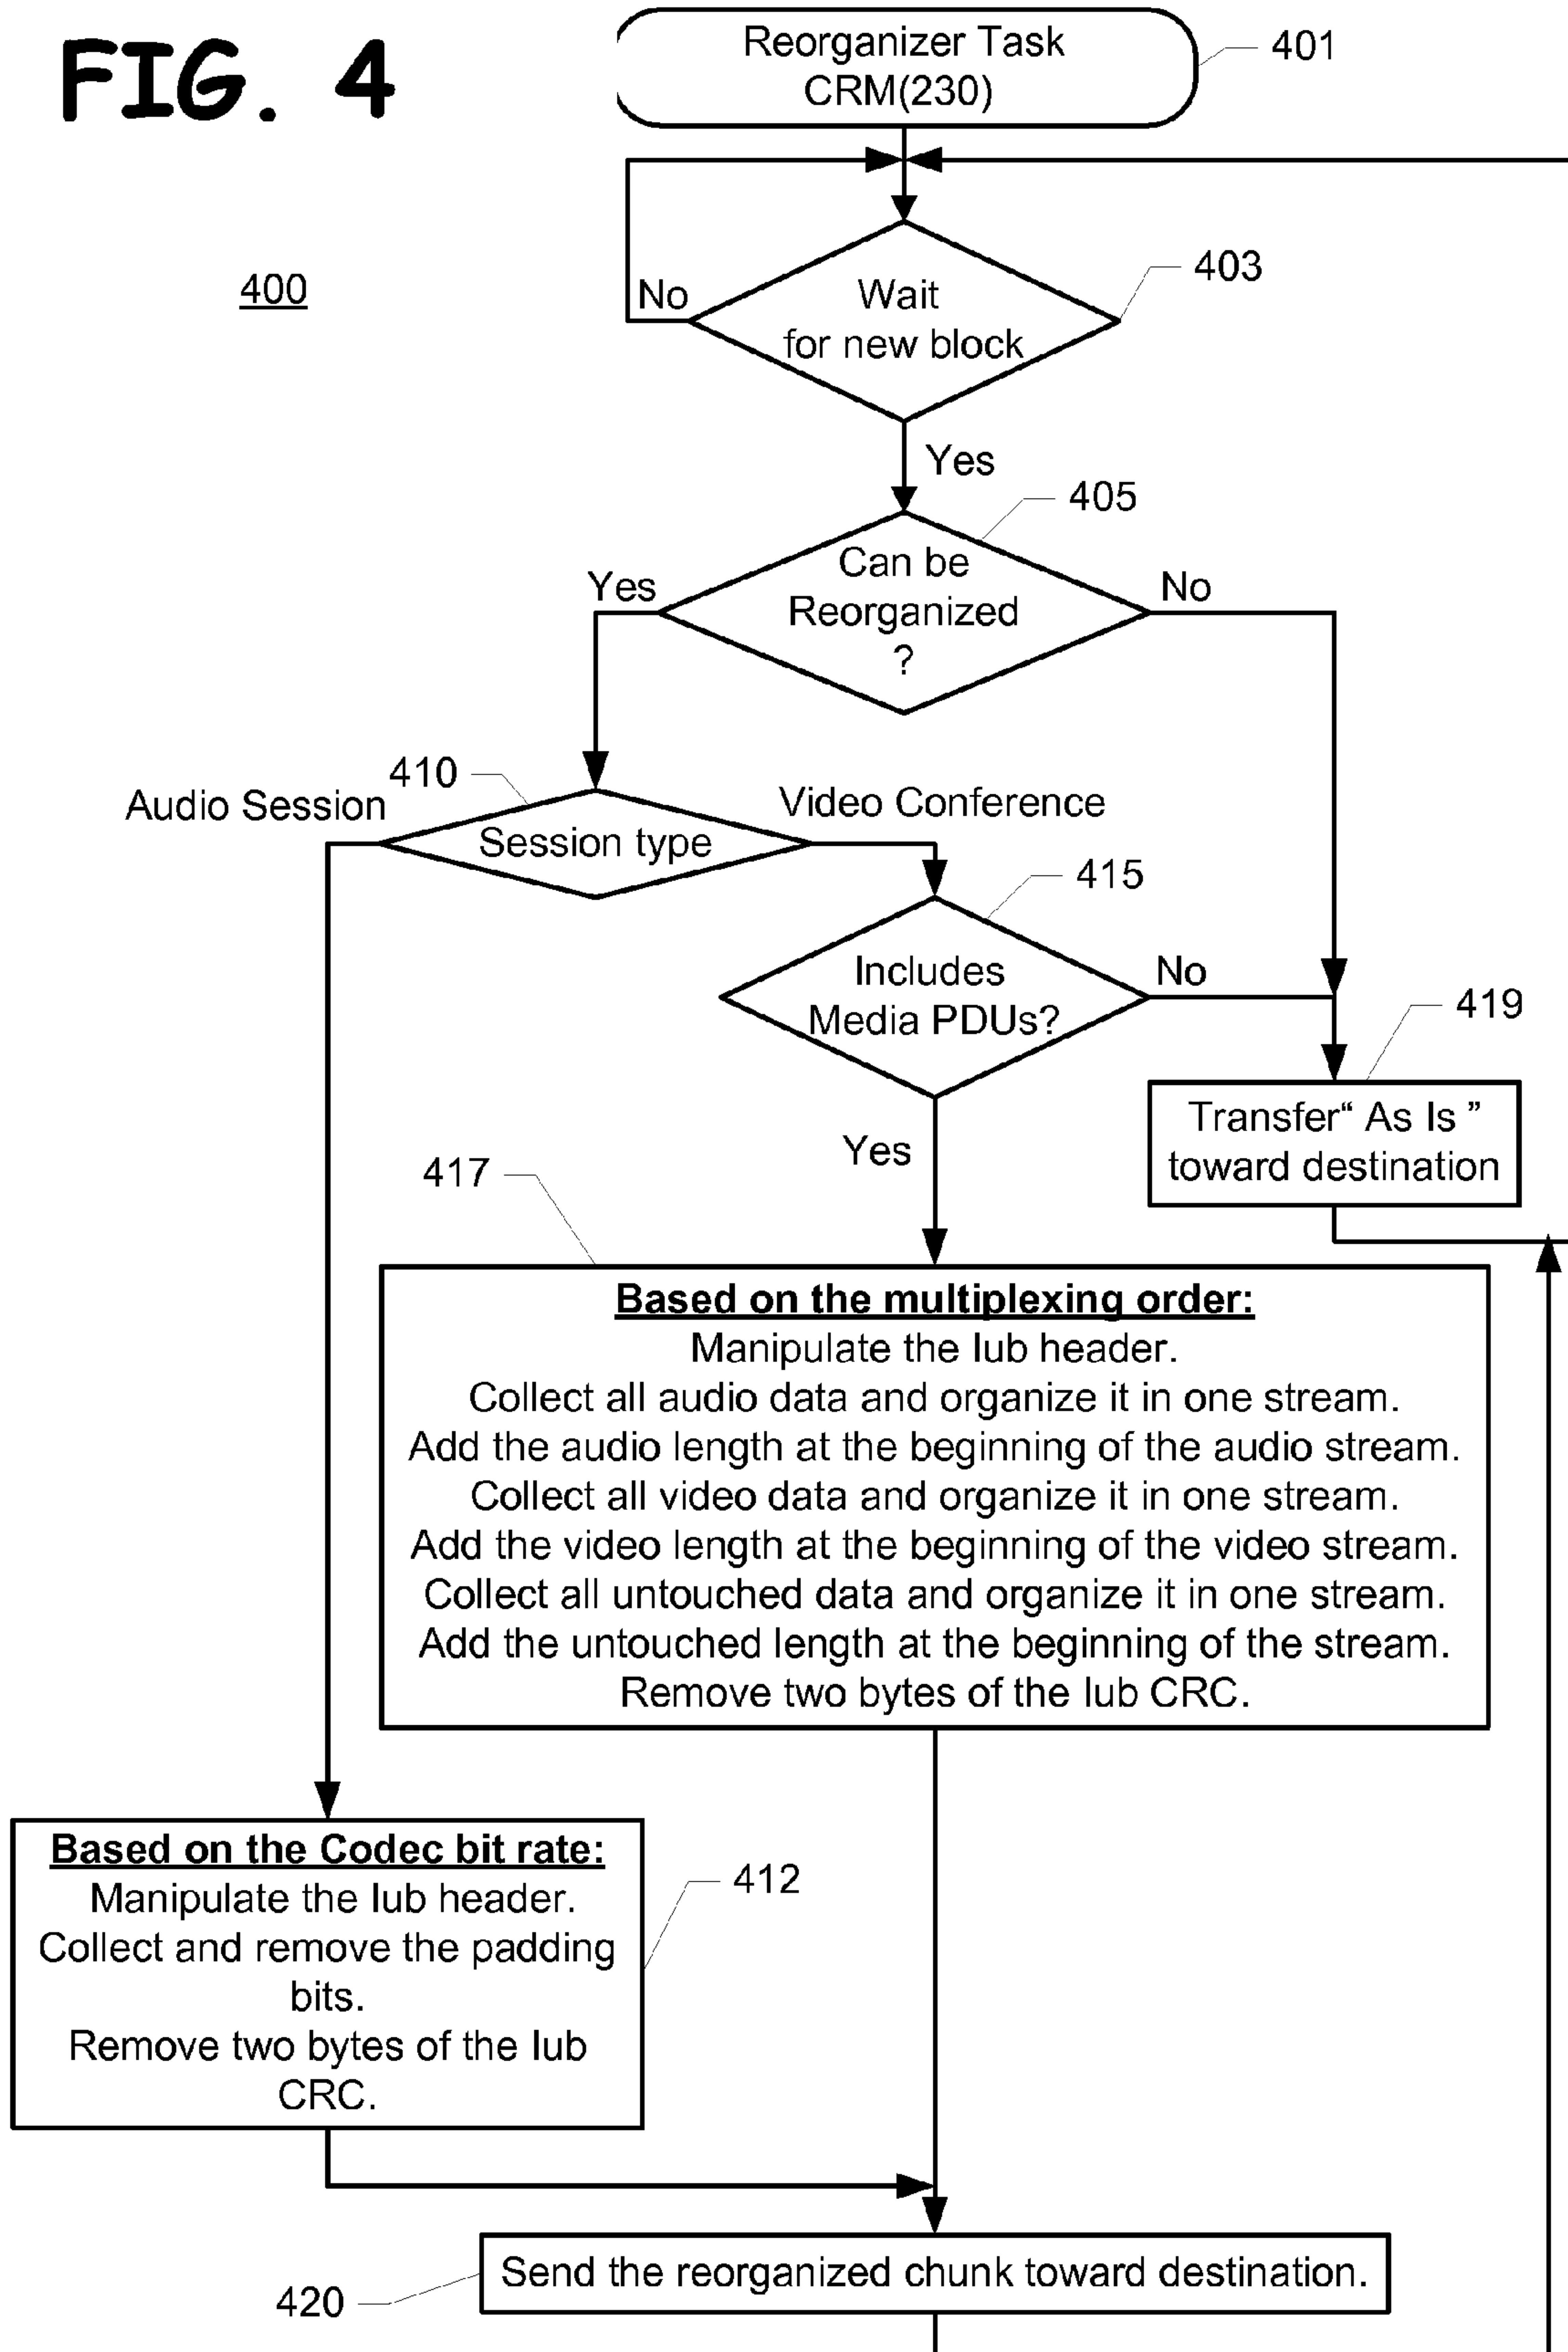 FIG. 4
Reorganizer Task
CRM(230)
401
400
No
Wait
for new block
403
Yes
405
Can be
Reorganized
?
Yes
No
410
Audio Session
Session type
Video Conference
415
Includes
Media PDUs?
No
419
Transfer“ As Is ”
toward destination
Yes
417
Based on the multiplexing order:
Manipulate the Iub header.
Collect all audio data and organize it in one stream.
Add the audio length at the beginning of the audio stream.
Collect all video data and organize it in one stream.
Add the video length at the beginning of the video stream.
Collect all untouched data and organize it in one stream.
Add the untouched length at the beginning of the stream.
Remove two bytes of the Iub CRC.
Based on the Codec bit rate:
Manipulate the Iub header.
Collect and remove the padding
bits.
Remove two bytes of the Iub
CRC.
412
Send the reorganized chunk toward destination.
420